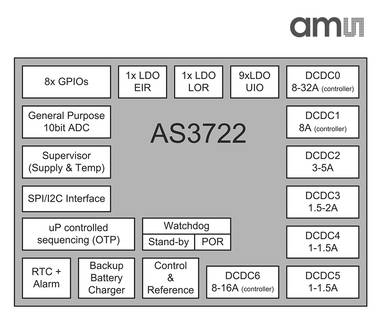 amu
8x GPIOs
1x LDO
EIR
1x LDO
LOR
9xLDO
UIO
DCDC0
8-32A (controller)
General Purpose
10bit ADC
AS3722
DCDC1
8A (controller)
Supervisor
(Supply & Temp)
DCDC2
3-5A
SPI/I2C Interface
DCDC3
1.5-2A
uP controlled
sequencing (OTP)
Watchdog
Stand-by POR
DCDC4
1-1.5A
RTC +
Alarm
Backup
Battery
Charger
Control
&
Reference
DCDC6
8-16A (controller)
DCDC5
1-1.5A